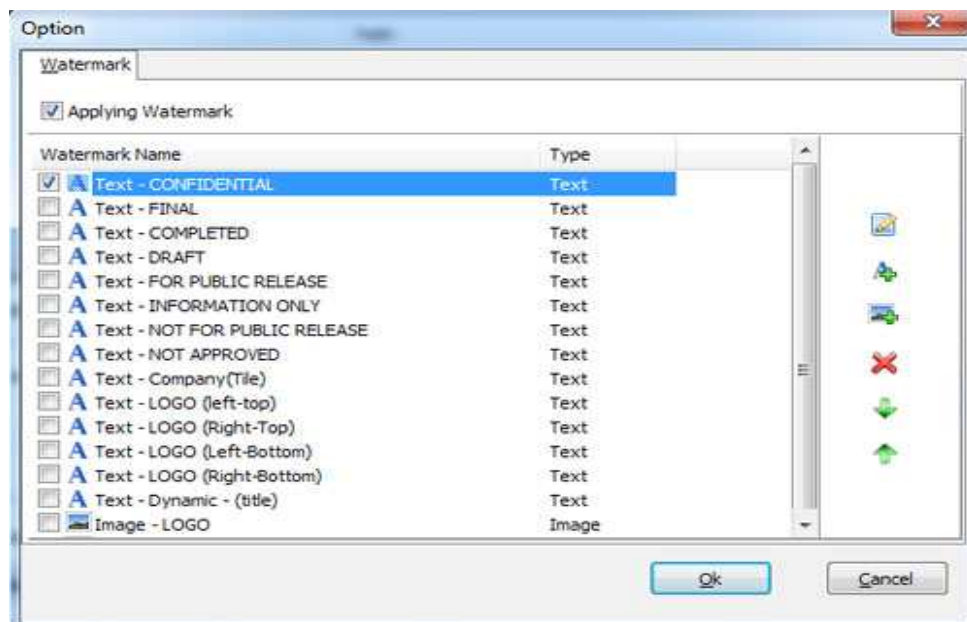 Option
Watermark
Applying Watermark
Watermark Name Type
Text - CONFIDENTIAL Text
Text - FINAL Text
Text - COMPLETED Text
Text - DRAFT Text
Text - FOR PUBLIC RELEASE Text
Text - INFORMATION ONLY Text
Text - NOT FOR PUBLIC RELEASE Text
Text - NOT APPROVED Text
Text - Company(Tile) Text
Text - LOGO (left-top) Text
Text - LOGO (Right-Top) Text
Text - LOGO (Left-Bottom) Text
Text - LOGO (Right-Bottom) Text
Text - Dynamic - (title) Text
Image - LOGO Image
Ok Cancel